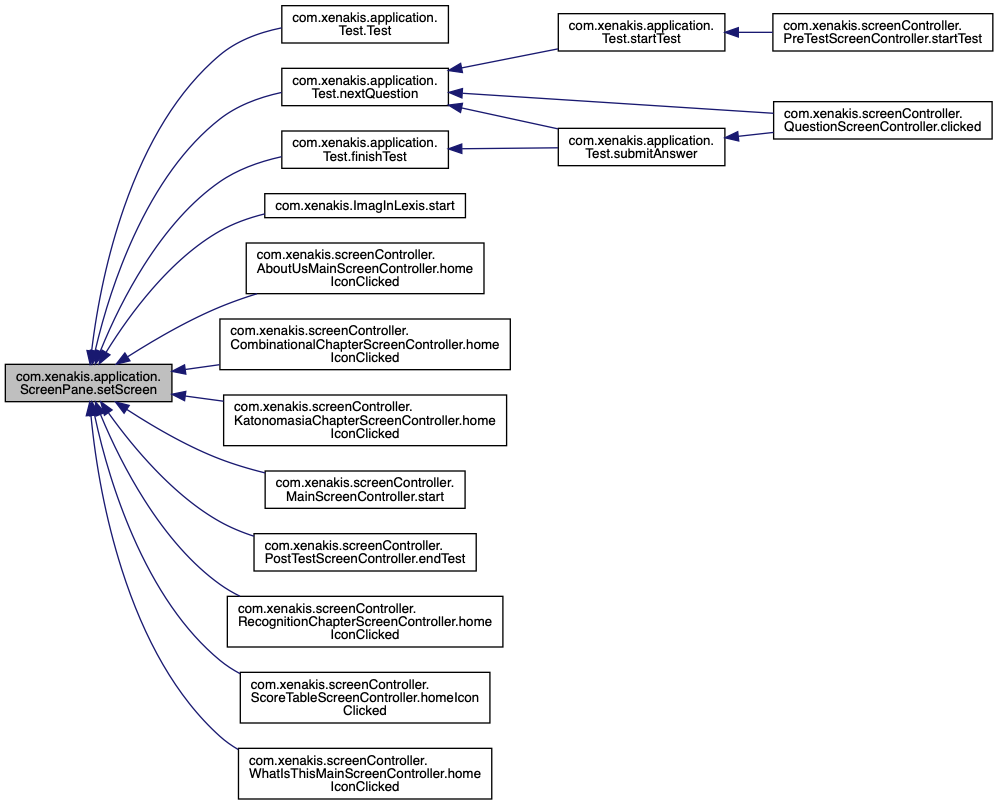 com.xenakis.application.
Test.Test
com.xenakis.application.
Test.startTest
com.xenakis.screenController.
PreTestScreenController.startTest
com.xenakis.application.
Test.nextQuestion
com.xenakis.screenController.
QuestionScreenController.clicked
com.xenakis.application.
Test.finishTest
com.xenakis.application.
Test.submitAnswer
com.xenakis.ImagInLexis.start
com.xenakis.screenController.
AboutUsMainScreenController.home
IconClicked
com.xenakis.screenController.
CombinationalChapterScreenController.home
IconClicked
com.xenakis.application.
ScreenPane.setScreen
com.xenakis.screenController.
KatonomasiaChapterScreenController.home
IconClicked
com.xenakis.screenController.
MainScreenController.start
com.xenakis.screenController.
PostTestScreenController.endTest
com.xenakis.screenController.
RecognitionChapterScreenController.home
IconClicked
com.xenakis.screenController.
ScoreTableScreenController.homeIcon
Clicked
com.xenakis.screenController.
WhatIsThisMainScreenController.home
IconClicked